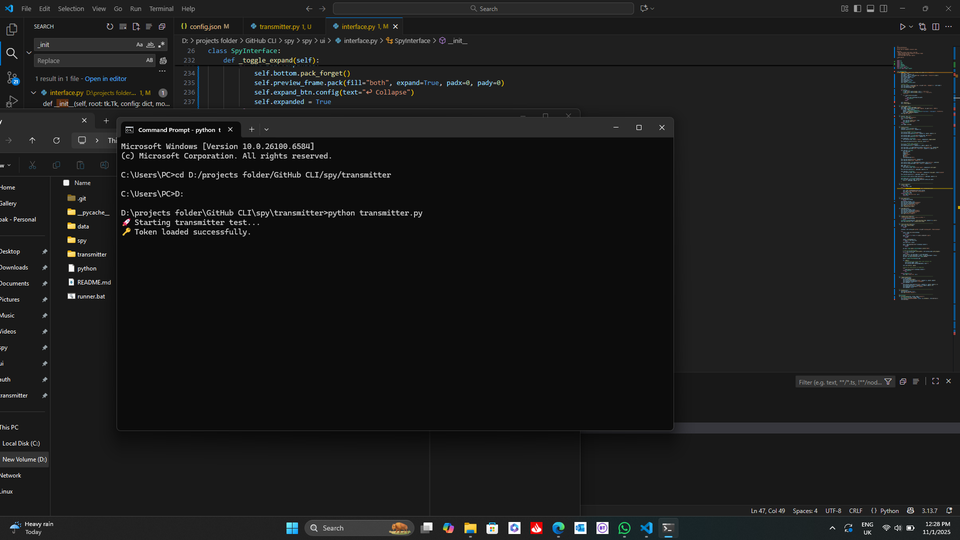 File Edit Selection View Go Run Terminal Help
Search
SEARCH
_init
Aa
ab
Replace
AB
1 result in 1 file - Open in editor
interface.py D:\projects folder... 1, M 1
def __init__(self, root: tk.Tk, config: dict, mo...
config.json M
transmitter.py 1, U
interface.py 1, M
D: > projects folder > GitHub CLI > spy > spy > ui > interface.py > SpyInterface > __init__
26 class SpyInterface:
232 def _toggle_expand(self):
234 self.bottom.pack_forget()
235 self.preview_frame.pack(fill="both", expand=True, padx=0, pady=0)
236 self.expand_btn.config(text="↩ Collapse")
237 self.expanded = True
Command Prompt - python t
Microsoft Windows [Version 10.0.26100.6584]
(c) Microsoft Corporation. All rights reserved.
C:\Users\PC>cd D:/projects folder/GitHub CLI/spy/transmitter
C:\Users\PC>D:
D:\projects folder\GitHub CLI\spy\transmitter>python transmitter.py
🚀 Starting transmitter test...
🔑 Token loaded successfully.
Name
.git
__pycache__
data
spy
transmitter
python
README.md
runner.bat
Home
Gallery
oak - Personal
Desktop
Downloads
Documents
Pictures
Music
Videos
spy
ui
auth
transmitter
This PC
Local Disk (C:)
New Volume (D:)
Network
Linux
Filter (e.g. text, **/*.ts, !**/nod...
Ln 47, Col 49 Spaces: 4 UTF-8 CRLF { } Python 3.13.7
Heavy rain
Today
Search
ENG
UK
12:28 PM
11/1/2025